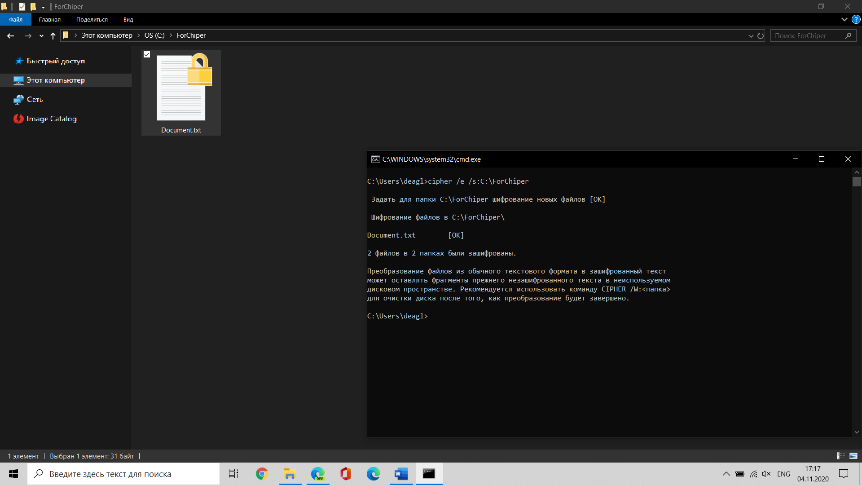 ForChiper
Файл Главная Поделиться Вид
Этот компьютер OS (C:) ForChiper
Поиск: ForChiper
Быстрый доступ
Этот компьютер
Сеть
Image Catalog
Document.txt
C:\WINDOWS\system32\cmd.exe
C:\Users\deagl>cipher /e /s:C:\ForChiper
Задать для папки C:\ForChiper шифрование новых файлов [OK]
Шифрование файлов в C:\ForChiper\
Document.txt [OK]
2 файлов в 2 папках были зашифрованы.
Преобразование файлов из обычного текстового формата в зашифрованный текст
может оставлять фрагменты прежнего незашифрованного текста в неиспользуемом
дисковом пространстве. Рекомендуется использовать команду CIPHER /W:<папка>
для очистки диска после того, как преобразование будет завершено.
C:\Users\deagl>
1 элемент Выбран 1 элемент: 31 байт
Введите здесь текст для поиска
ENG
17:17
04.11.2020